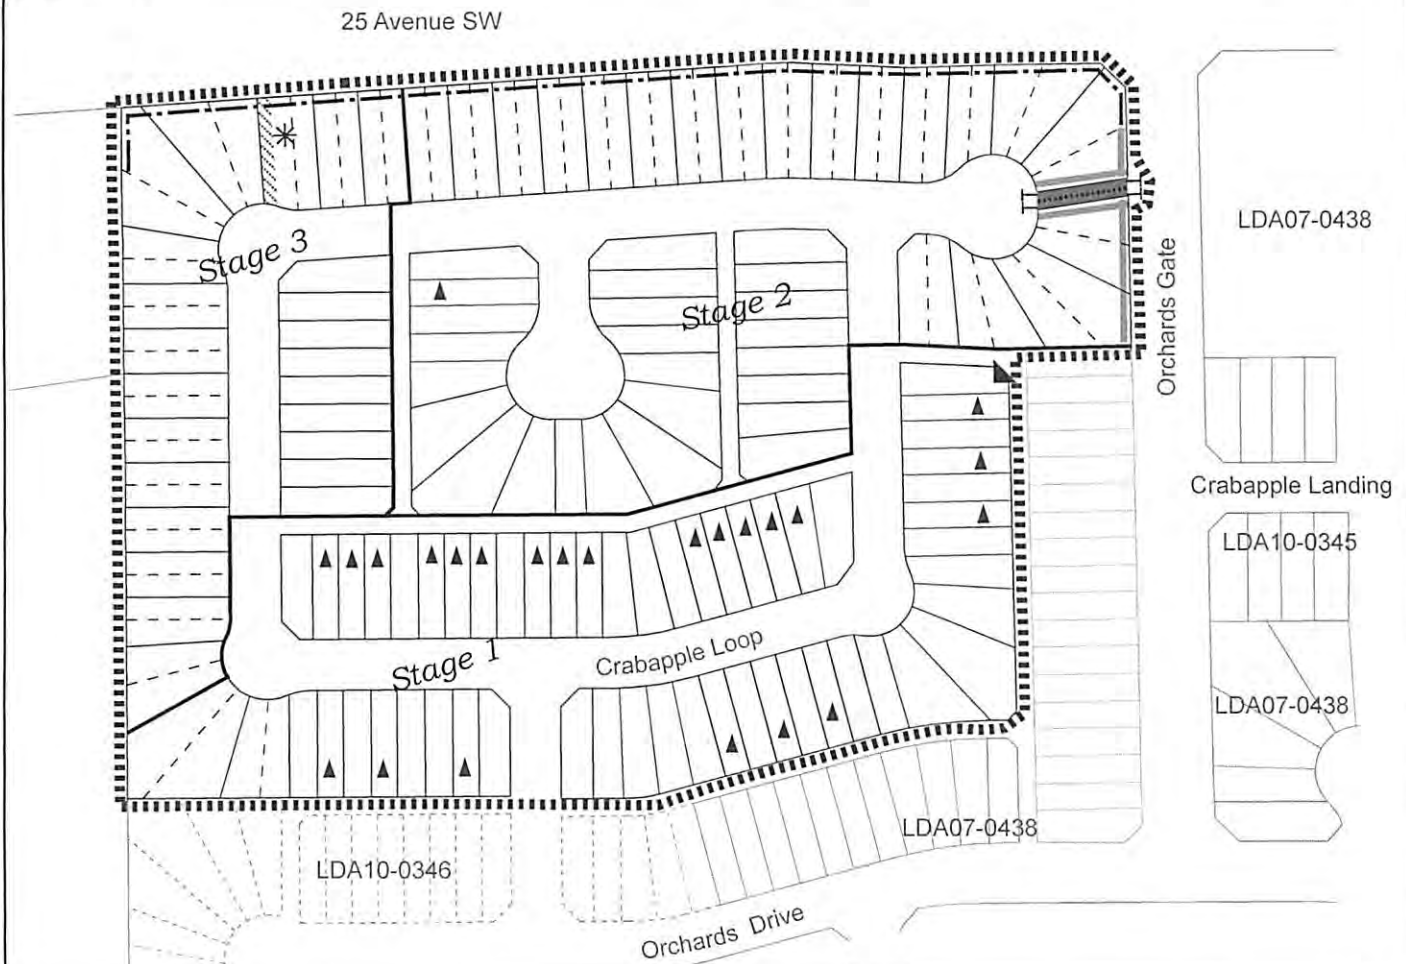 25 Avenue SW
LDA07-0438
Stage 3
Stage 2
Orchards Gate
Crabapple Landing
LDA10-0345
Stage 1
Crabapple Loop
LDA07-0438
LDA07-0438
LDA10-0346
Orchards Drive